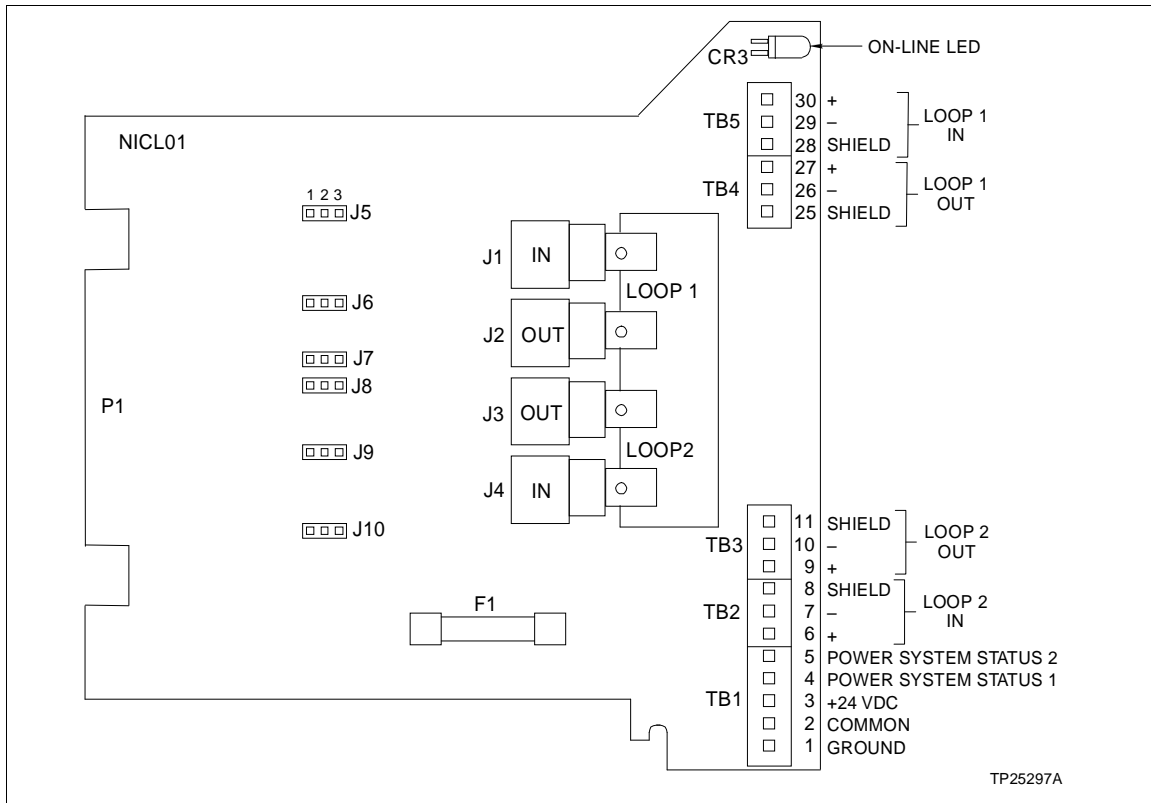 CR3
ON-LINE LED
NICL01
TB5
30 +
29 –
28 SHIELD
LOOP 1
IN
TB4
27 +
26 –
25 SHIELD
LOOP 1
OUT
1 2 3
J5
J6
J7
J8
J9
J10
P1
J1
IN
LOOP 1
J2
OUT
J3
OUT
LOOP2
J4
IN
F1
TB3
11 SHIELD
10 –
9 +
LOOP 2
OUT
TB2
8 SHIELD
7 –
6 +
LOOP 2
IN
TB1
5 POWER SYSTEM STATUS 2
4 POWER SYSTEM STATUS 1
3 +24 VDC
2 COMMON
1 GROUND
TP25297A